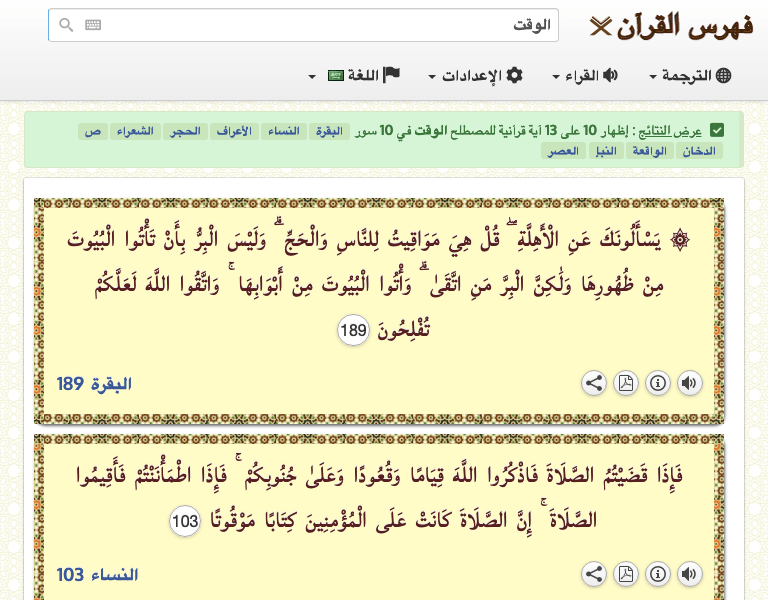 فهرس القرآن
الوقت
الترجمة القراء الإعدادات اللغة
عرض النتائج : إظهار 10 على 13 آية قرآنية للمصطلح الوقت في 10 سور البقرة النساء الأعراف الحجر الشعراء ص
الدخان الواقعة النبإ العصر
۞ يَسْأَلُونَكَ عَنِ الْأَهِلَّةِ ۖ قُلْ هِيَ مَوَاقِيتُ لِلنَّاسِ وَالْحَجِّ ۗ وَلَيْسَ الْبِرُّ بِأَنْ تَأْتُوا الْبُيُوتَ
مِنْ ظُهُورِهَا وَلَٰكِنَّ الْبِرَّ مَنِ اتَّقَىٰ ۗ وَأْتُوا الْبُيُوتَ مِنْ أَبْوَابِهَا ۚ وَاتَّقُوا اللَّهَ لَعَلَّكُمْ
تُفْلِحُونَ 189
البقرة 189
فَإِذَا قَضَيْتُمُ الصَّلَاةَ فَاذْكُرُوا اللَّهَ قِيَامًا وَقُعُودًا وَعَلَىٰ جُنُوبِكُمْ ۚ فَإِذَا اطْمَأْنَنْتُمْ فَأَقِيمُوا
الصَّلَاةَ ۚ إِنَّ الصَّلَاةَ كَانَتْ عَلَى الْمُؤْمِنِينَ كِتَابًا مَوْقُوتًا 103
النساء 103